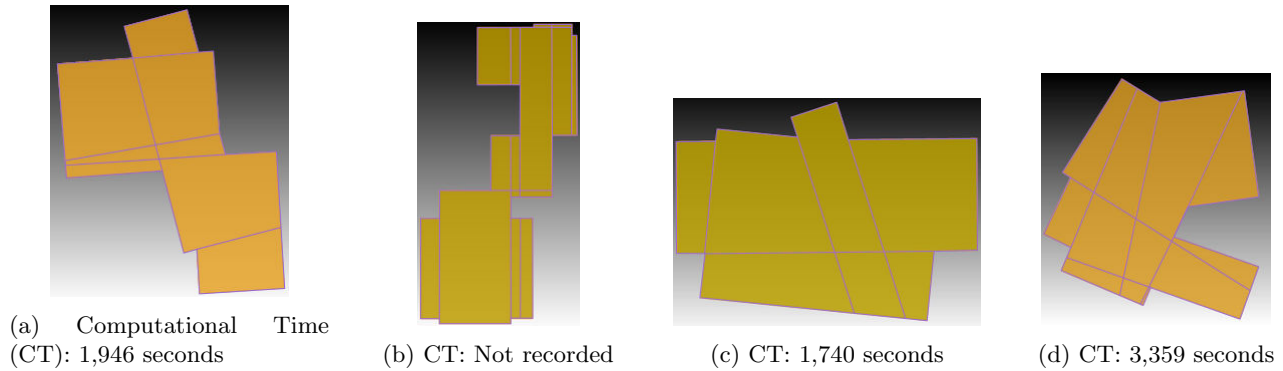 (a) Computational Time
(CT): 1,946 seconds
(b) CT: Not recorded
(c) CT: 1,740 seconds
(d) CT: 3,359 seconds